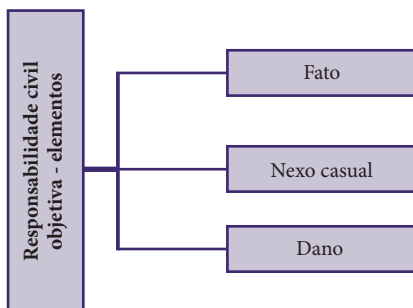 Responsabilidade civil
objetiva - elementos
Fato
Nexo casual
Dano